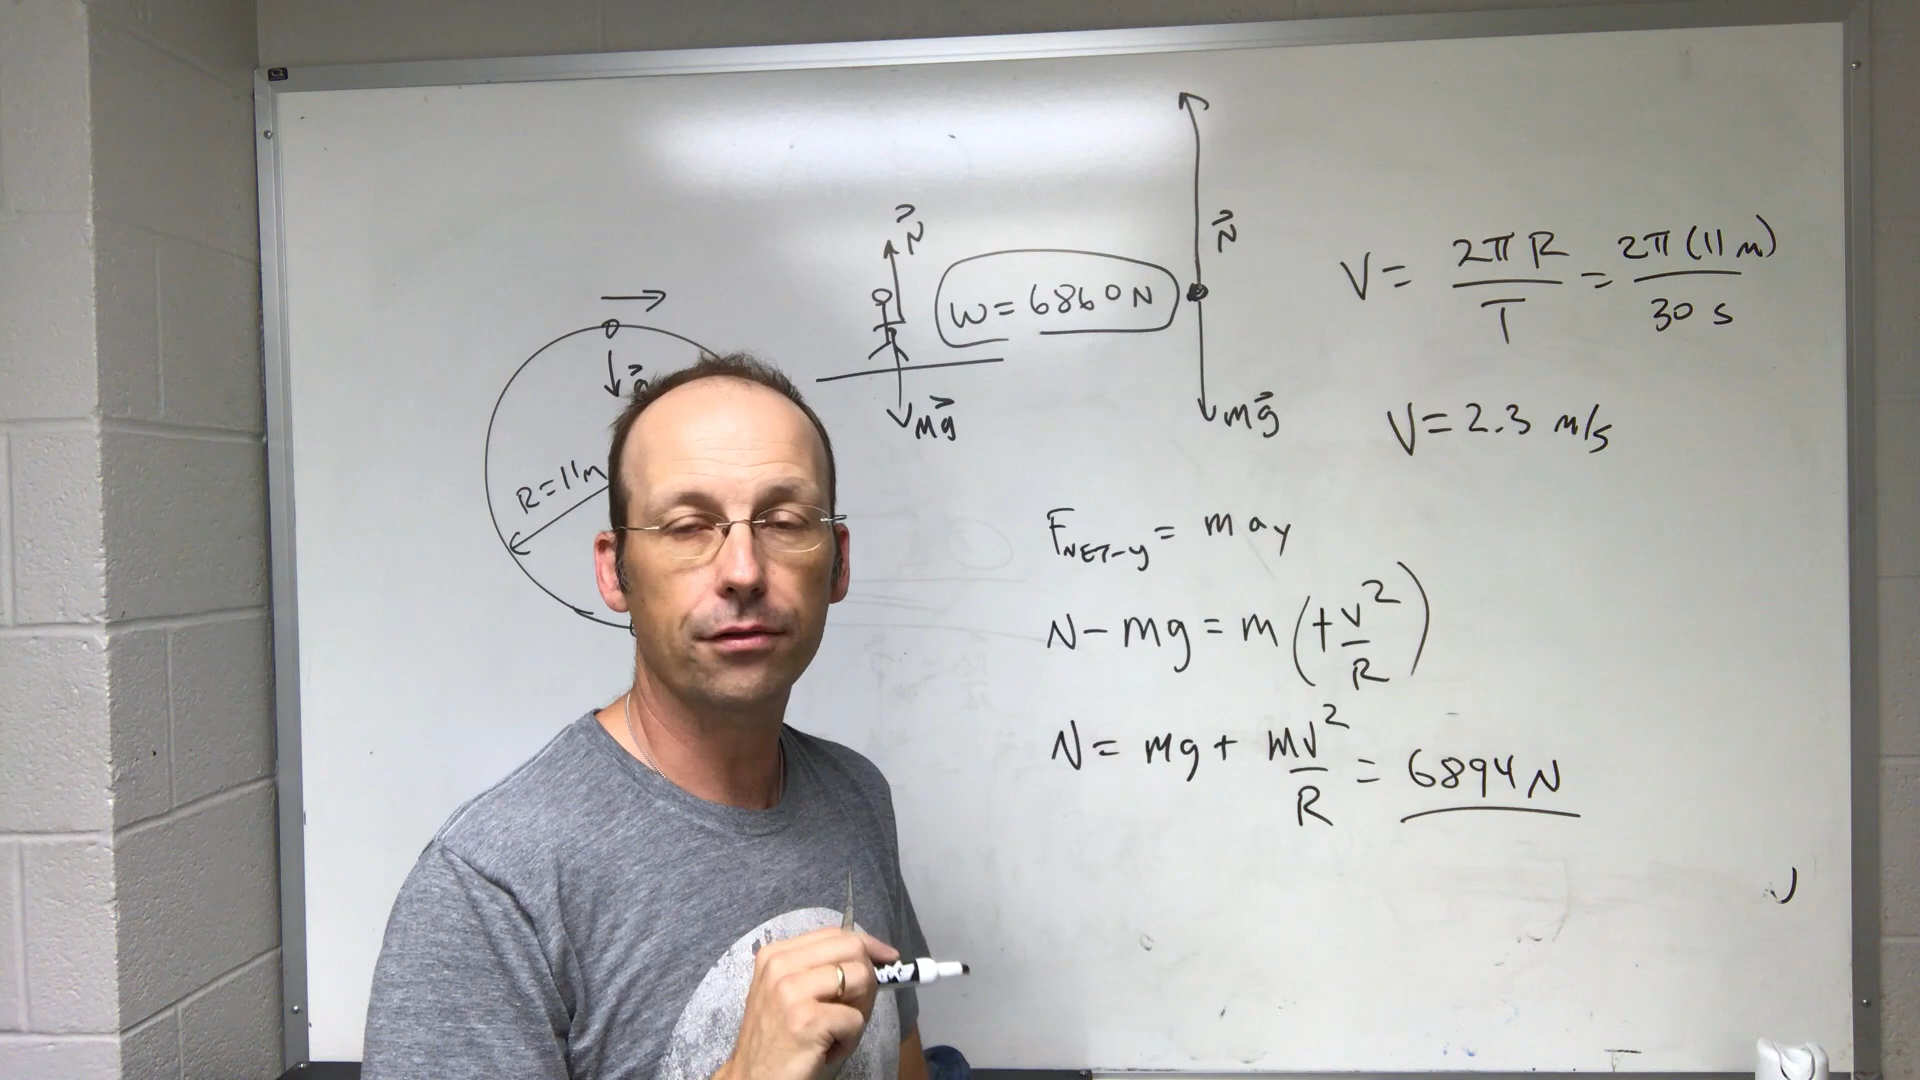 N
W = 6860 N
mg
R = 11m
N
mg
V = 2πR / T = 2π (11 m) / 30 s
V = 2.3 m/s
F_NET-y = m a_y
N - mg = m (+ v² / R)
N = mg + mv² / R = 6894 N